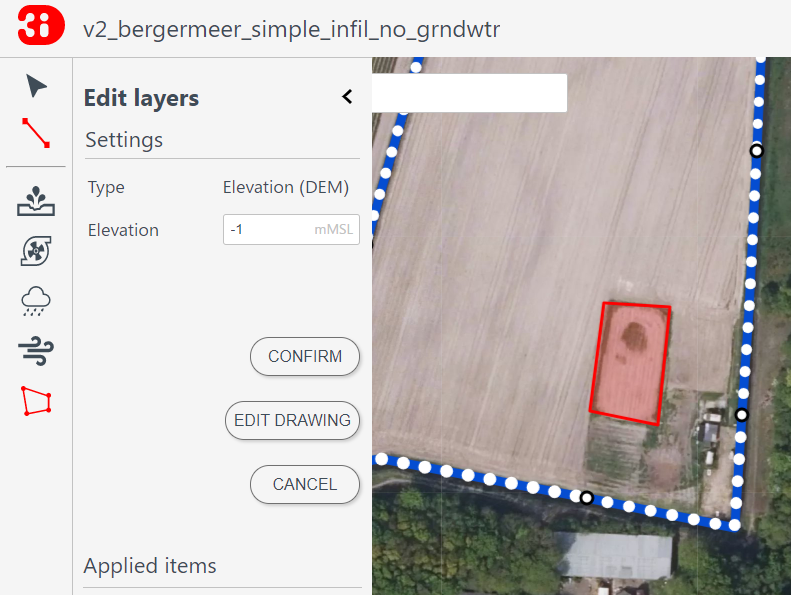 3i
v2_bergermeer_simple_infil_no_grndwtr
Edit layers
Settings
Type Elevation (DEM)
Elevation -1 mMSL
CONFIRM
EDIT DRAWING
CANCEL
Applied items